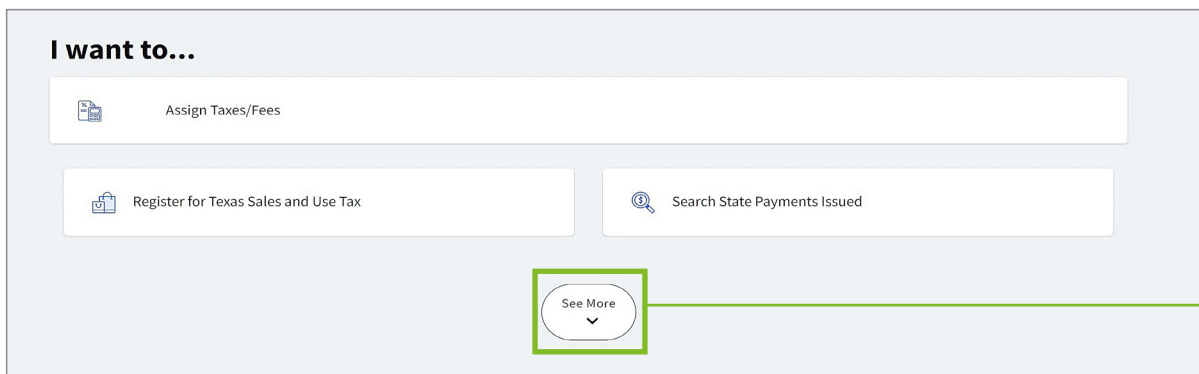 I want to...
Assign Taxes/Fees
Register for Texas Sales and Use Tax
Search State Payments Issued
See More